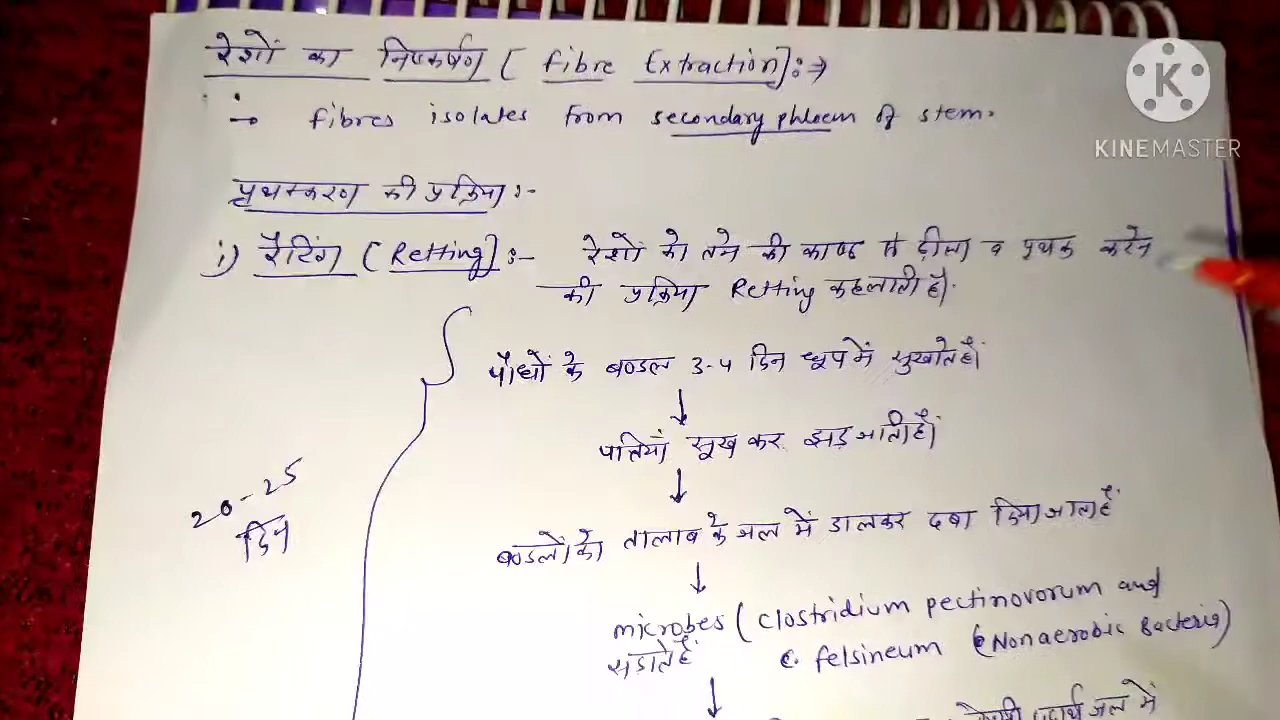 रेशों का निष्कर्षण ( fibre Extraction ] :⇒
→ fibres isolates from secondary phloem of stem.
K
KINEMASTER
पृथक्करण की प्रक्रिया :-
i) रैटिंग ( Retting ] :- रेशों को तने की काष्ठ से ढीला व पृथक करने
की प्रक्रिया Retting कहलाती है।
पौधों के बण्डल 3-4 दिन धूप में सुखाते हैं।
↓
पत्तियां सूख कर झड़ जाती हैं।
↓
20-25
दिन
बण्डलों को तालाब के जल में डालकर दबा दिया जाता है
↓
microbes ( Clostridium pectinovorum and
सड़ाते हैं C. felsineum ( Nonaerobic Bacteria )
↓
पदार्थ जल में